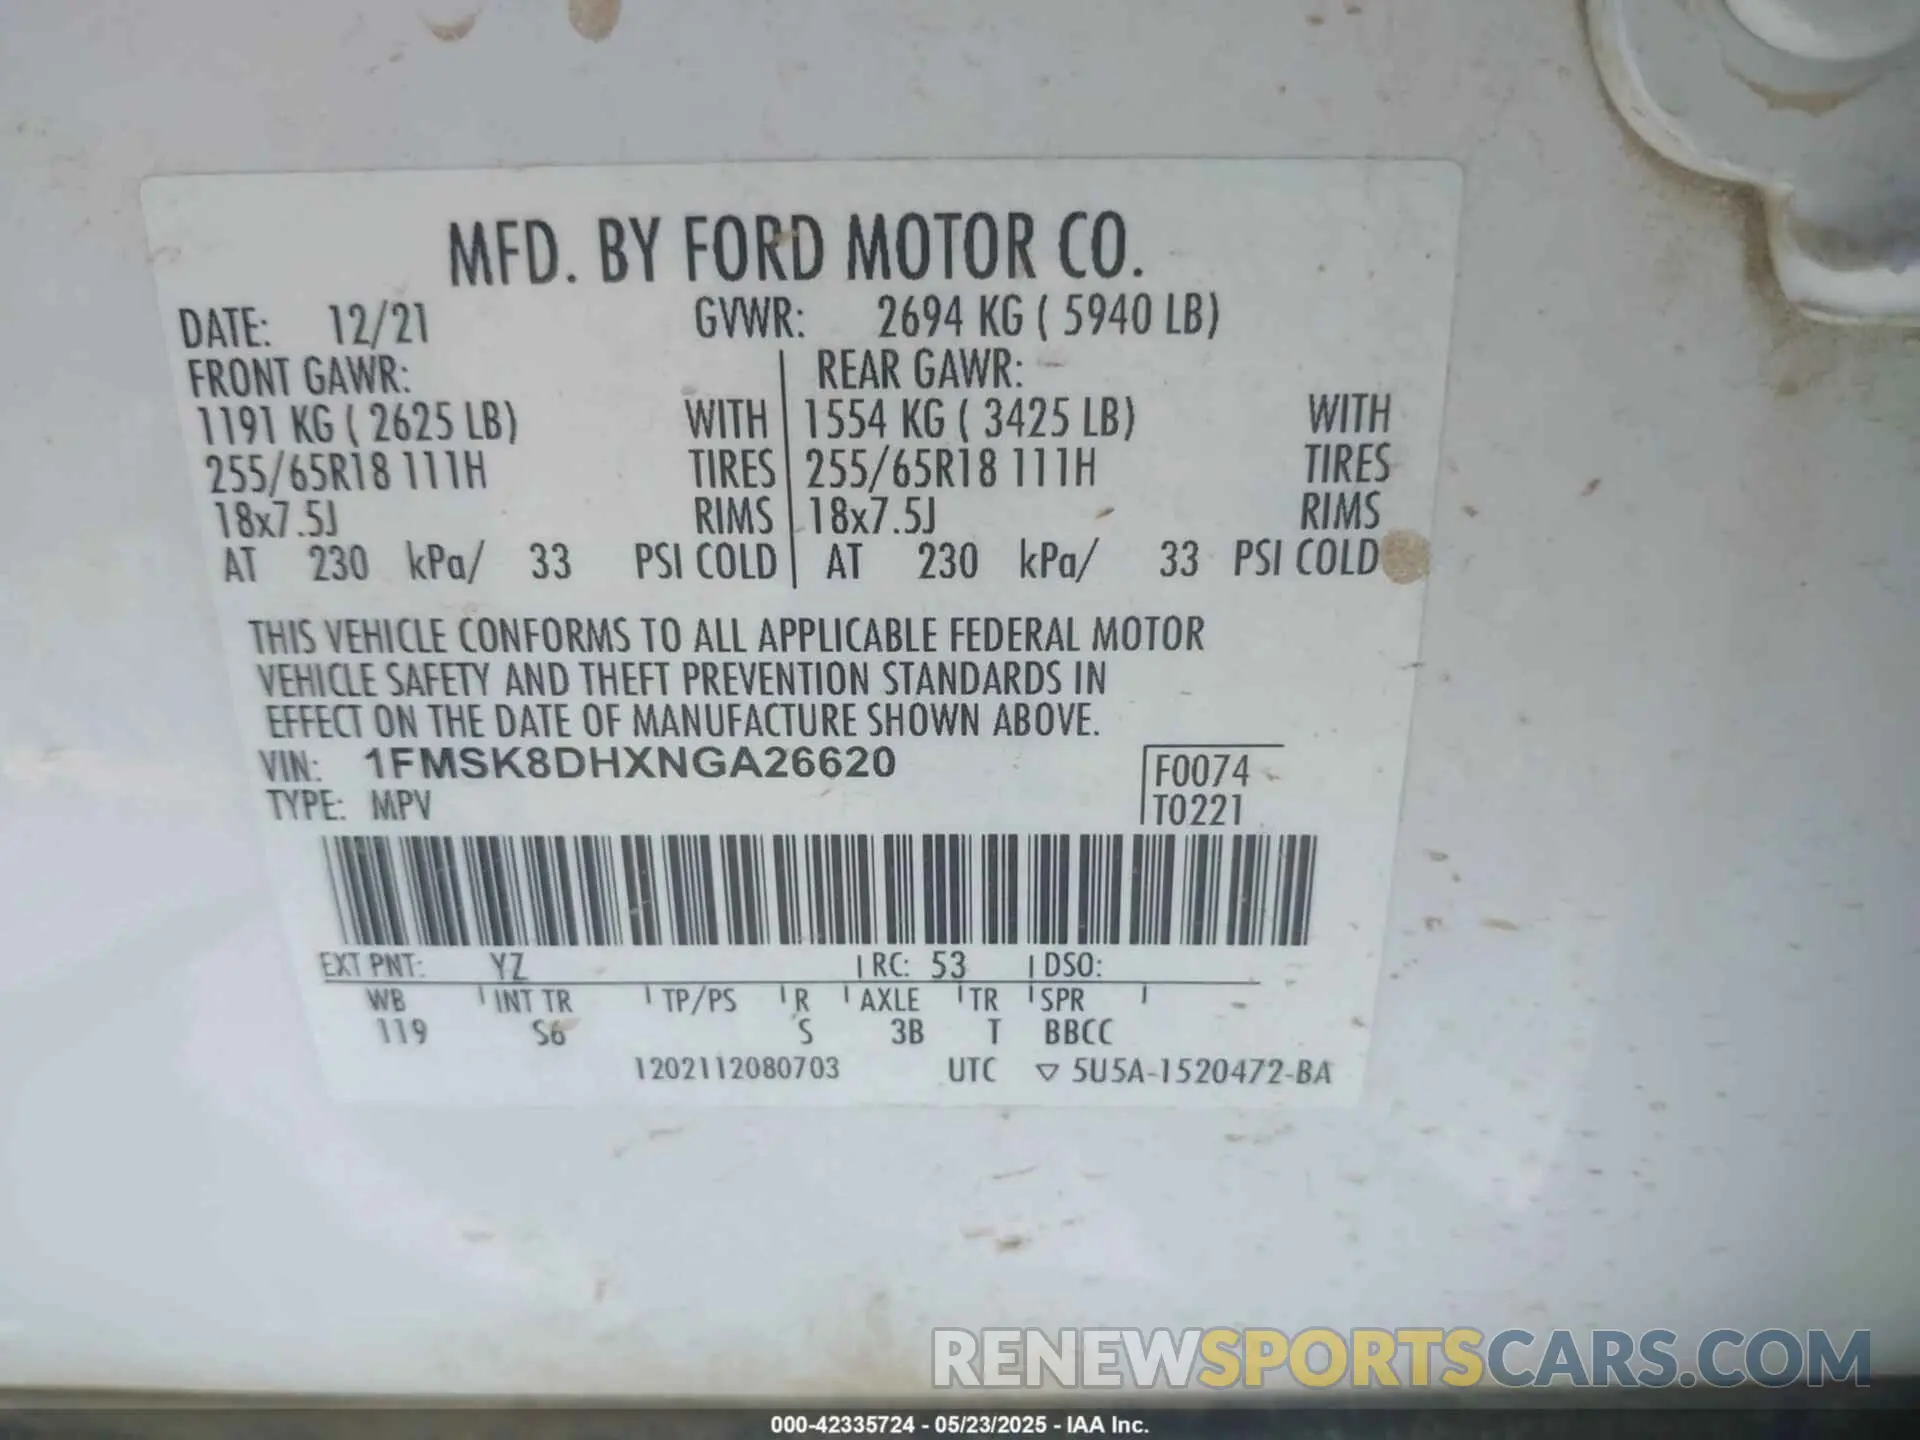 MFD. BY FORD MOTOR CO.
DATE: 12/21 GVWR: 2694 KG ( 5940 LB)
FRONT GAWR: REAR GAWR:
1191 KG ( 2625 LB) WITH 1554 KG ( 3425 LB) WITH
255/65R18 111H TIRES 255/65R18 111H TIRES
18x7.5J RIMS 18x7.5J RIMS
AT 230 kPa/ 33 PSI COLD AT 230 kPa/ 33 PSI COLD
THIS VEHICLE CONFORMS TO ALL APPLICABLE FEDERAL MOTOR
VEHICLE SAFETY AND THEFT PREVENTION STANDARDS IN
EFFECT ON THE DATE OF MANUFACTURE SHOWN ABOVE.
VIN: 1FMSK8DHXNGA26620 F0074
TYPE: MPV T0221
EXT PNT: YZ RC: 53 DSO:
WB INT TR TP/PS R AXLE TR SPR
119 S6 S 3B T BBCC
1202112080703 UTC ▽ 5U5A-1520472-BA
RENEWSPORTSCARS.COM
000-42335724 - 05/23/2025 - IAA Inc.